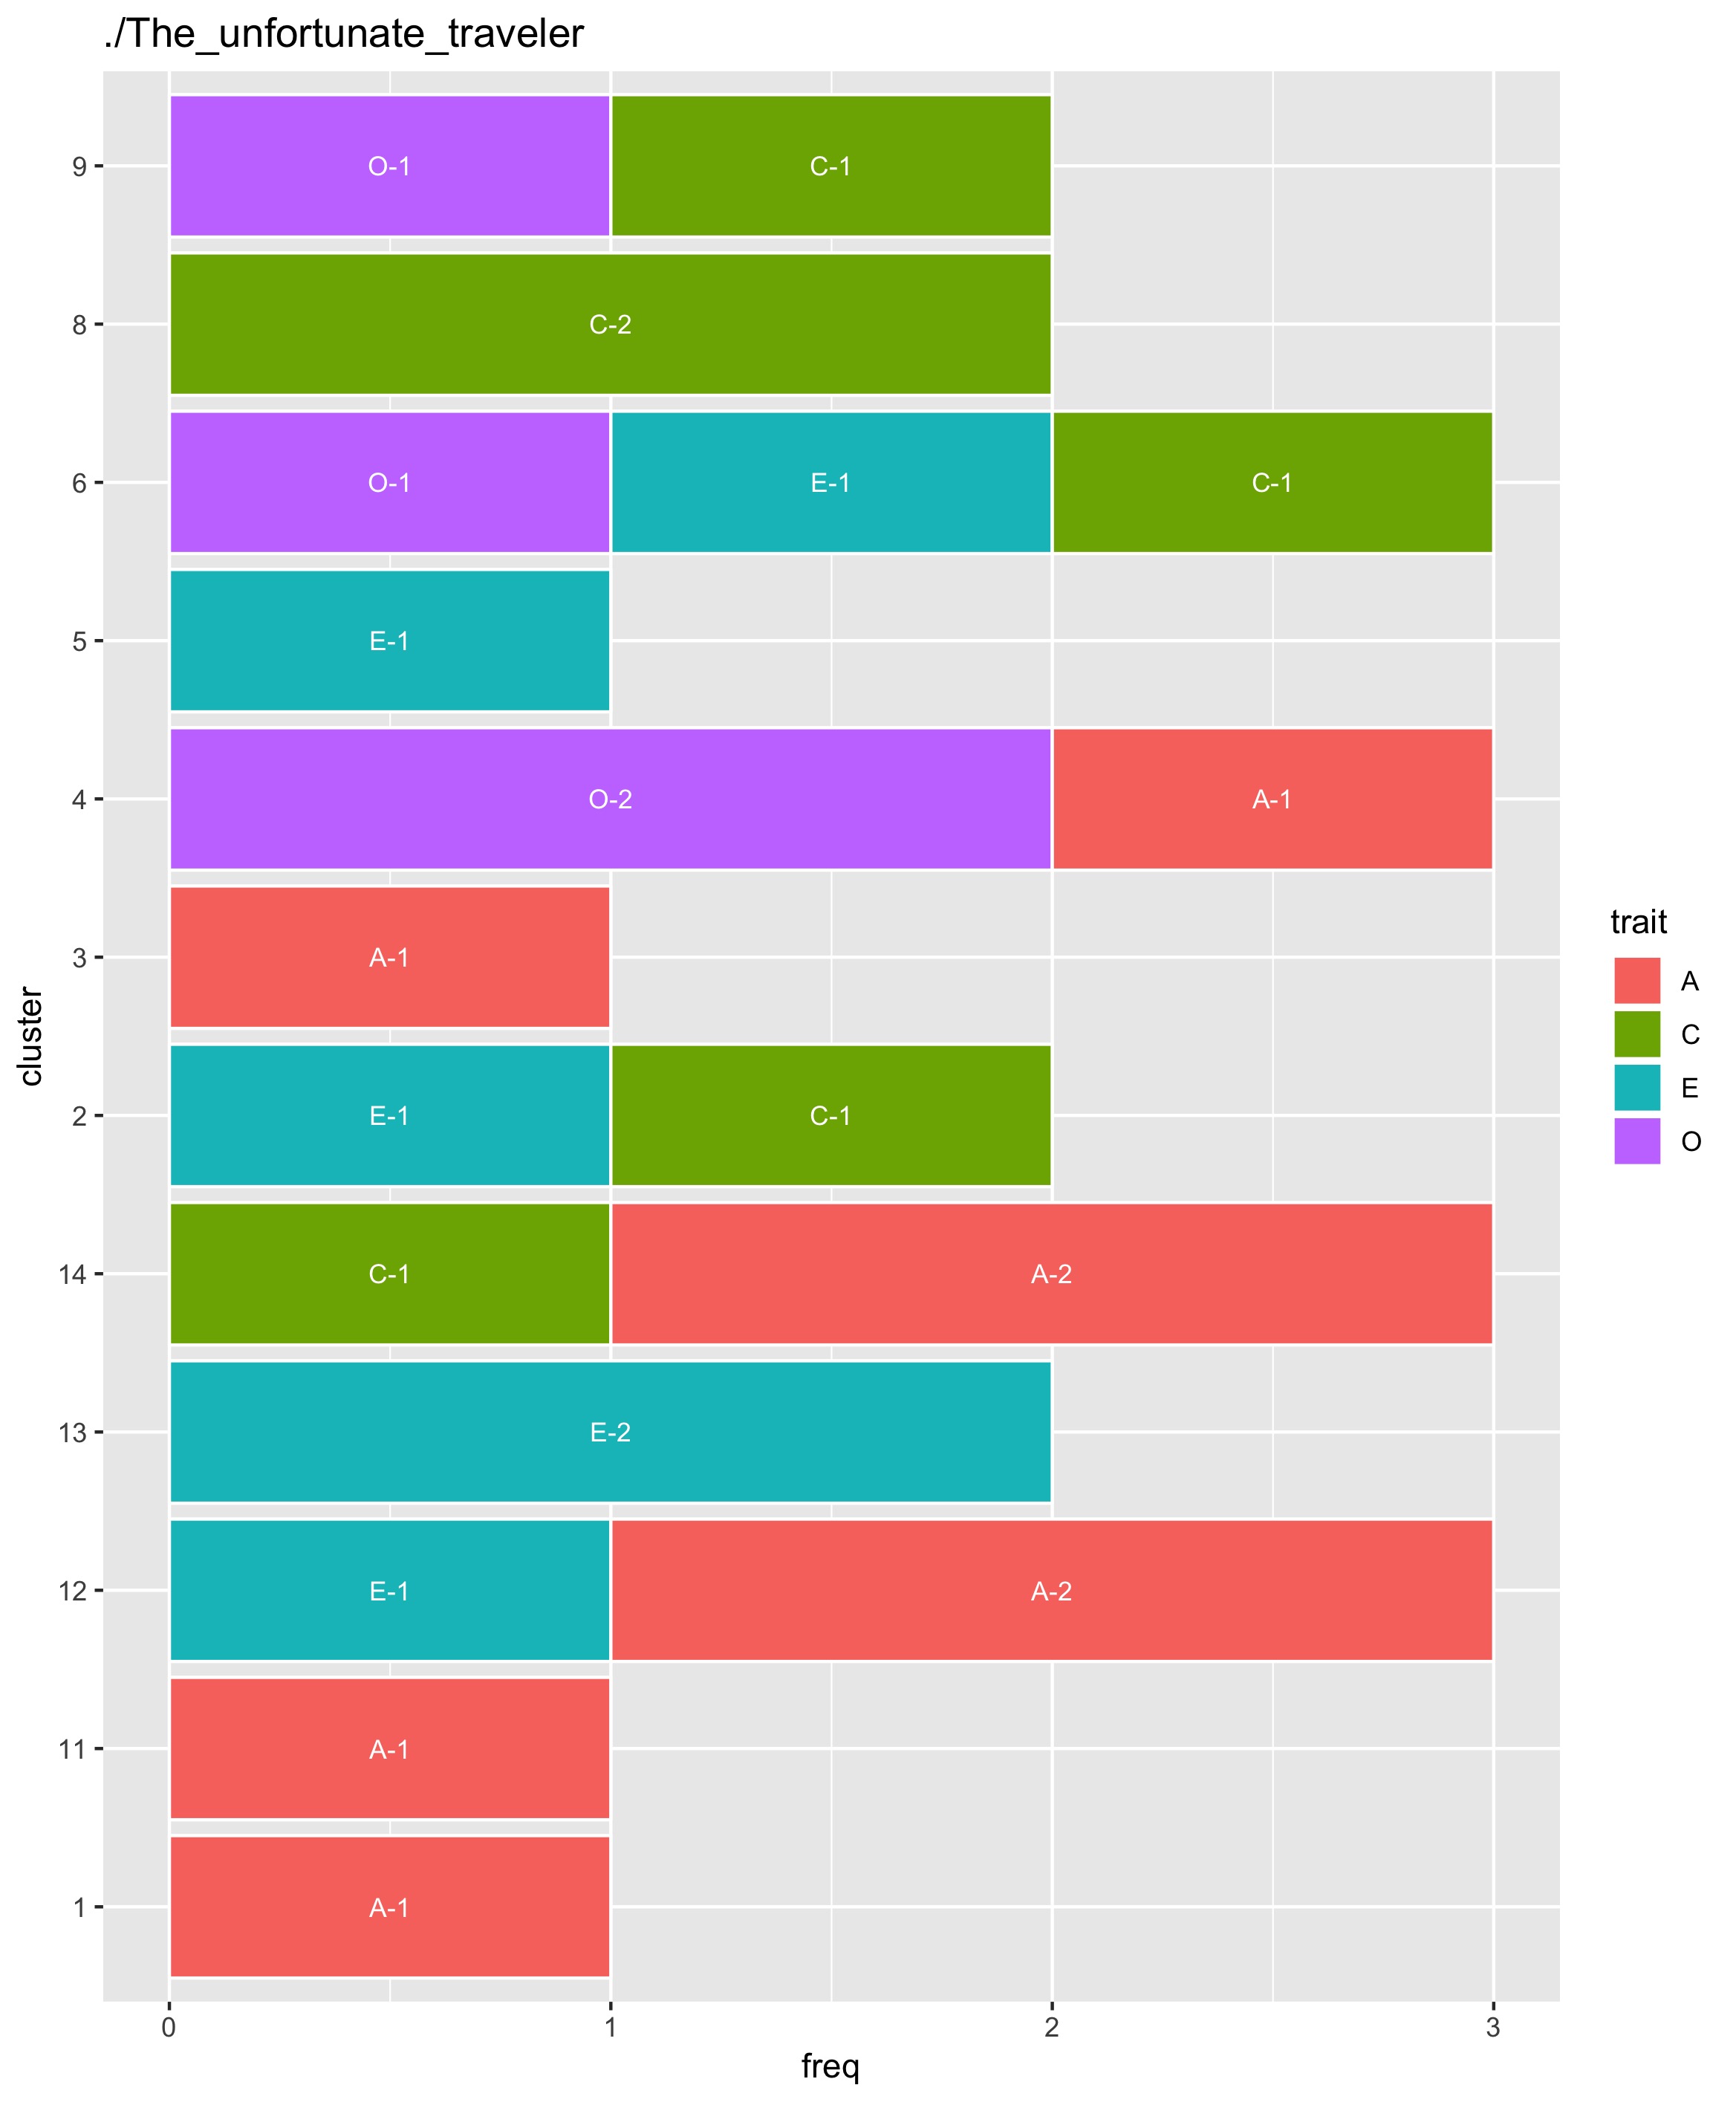 ./The_unfortunate_traveler
9
O-1 C-1
8
C-2
6
O-1 E-1 C-1
5
E-1
4
O-2 A-1
3
A-1
2
E-1 C-1
14
C-1 A-2
13
E-2
12
E-1 A-2
11
A-1
1
A-1
0 1 2 3
freq
cluster
trait
A
C
E
O